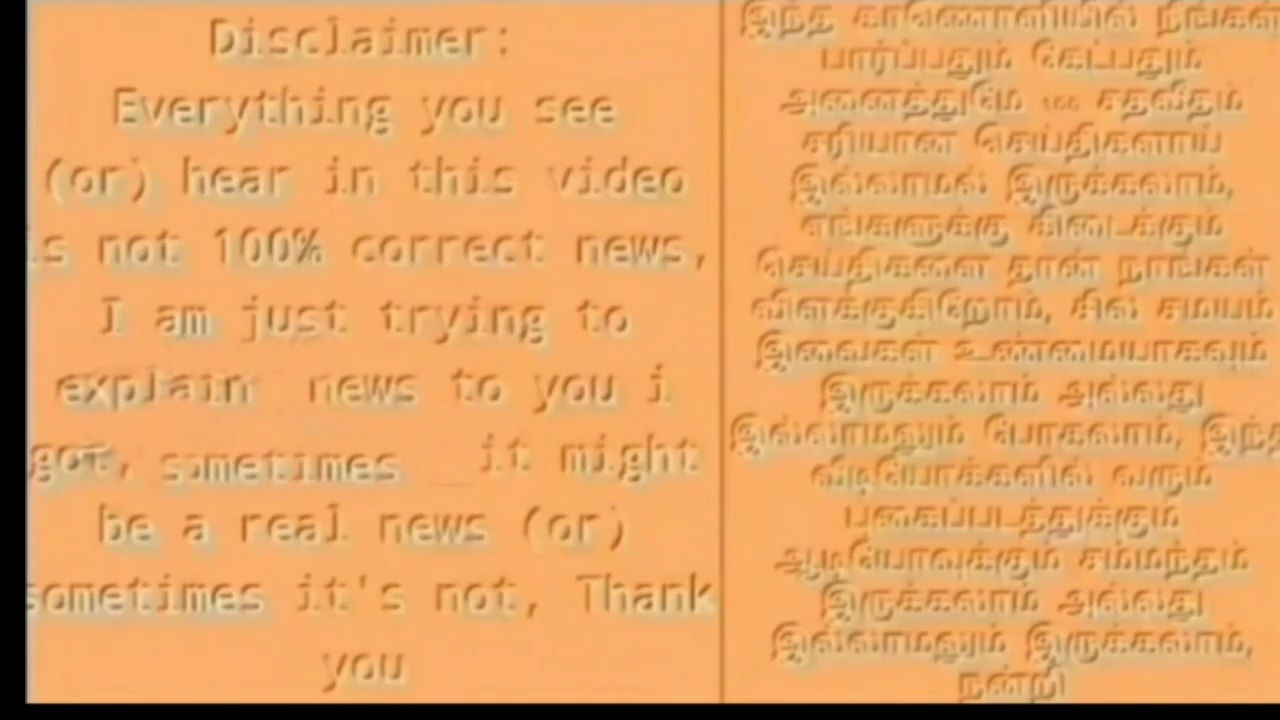 Disclaimer:
Everything you see
(or) hear in this video
is not 100% correct news,
I am just trying to
explain news to you i
got, sometimes __it might
be a real news (or)
sometimes it's not, Thank
you
இந்த காணொளியில் நீங்கள்
பார்ப்பதும் கேட்பதும்
அனைத்துமே 100 சதவீதம்
சரியான செய்திகளாய்
இல்லாமல் இருக்கலாம்,
எங்களுக்கு கிடைக்கும்
செய்திகளை தான் நாங்கள்
விளக்குகிறோம், சில சமயம்
இவைகள் உண்மையாகவும்
இருக்கலாம் அல்லது
இல்லாமலும் போகலாம், இந்த
வீடியோக்களில் வரும்
புகைப்படத்துக்கும்
ஆடியோவுக்கும் சம்மந்தம்
இருக்கலாம் அல்லது
இல்லாமலும் இருக்கலாம்,
நன்றி